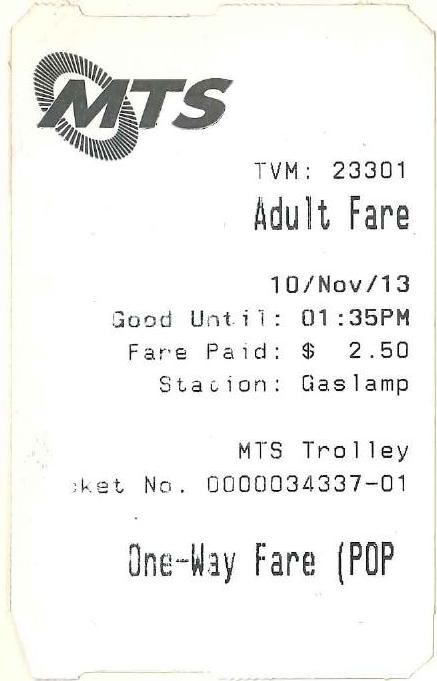 MTS
TVM: 23301
Adult Fare
10/Nov/13
Good Until: 01:35PM
Fare Paid: $ 2.50
Station: Gaslamp
MTS Trolley
ket No. 0000034337-01
One-Way Fare (POP